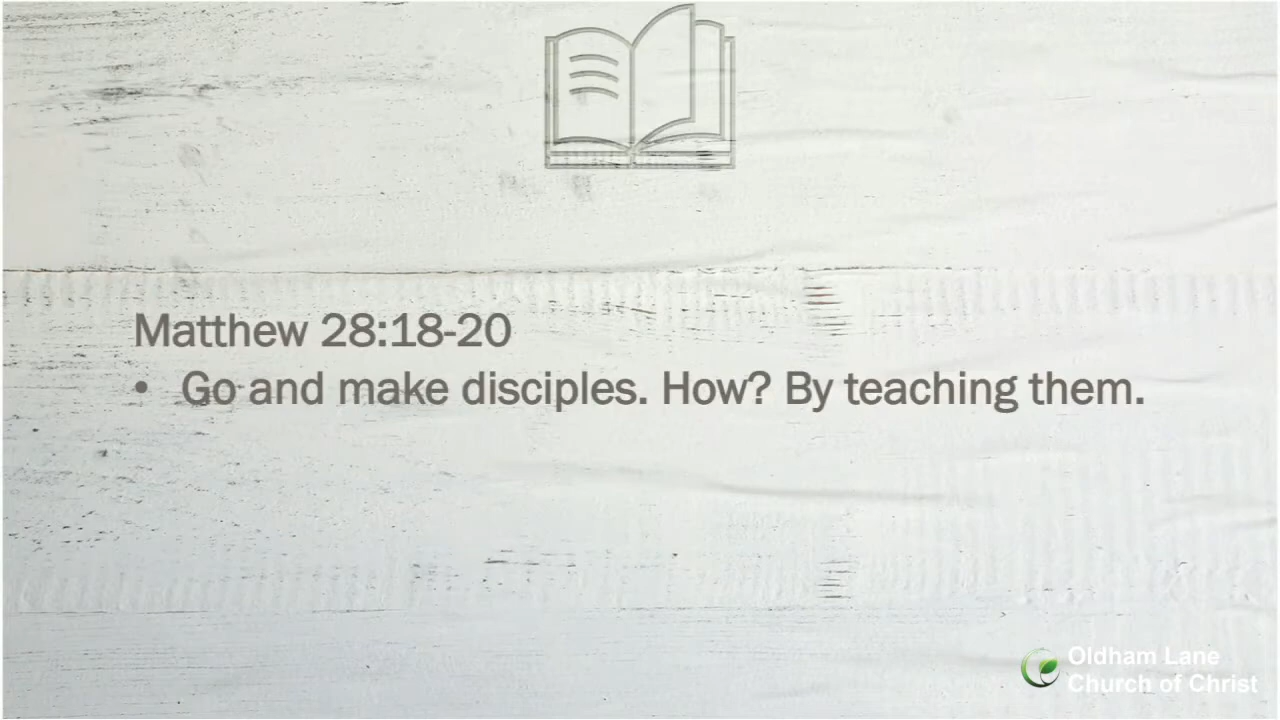 Matthew 28:18-20
• Go and make disciples. How? By teaching them.
Oldham Lane
Church of Christ